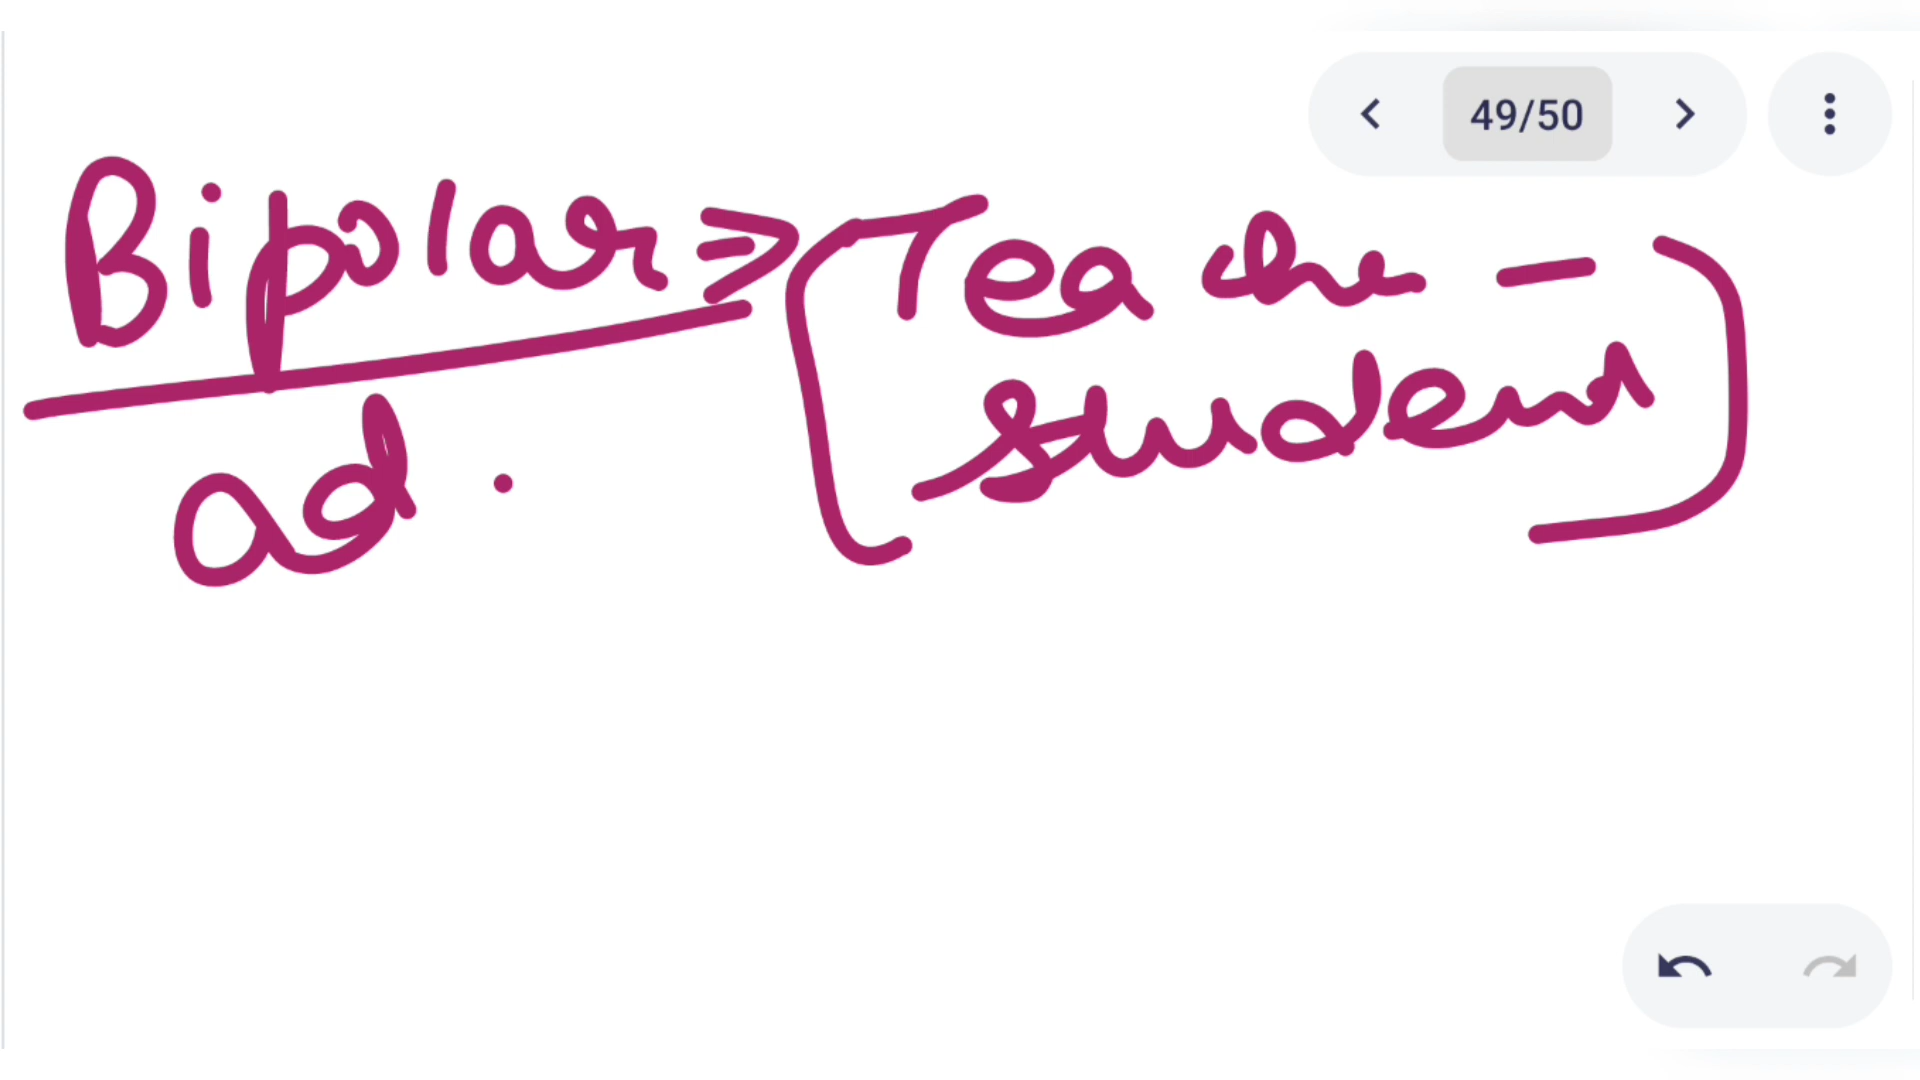 49/50
Bipolar ⇒ (Teacher -
student)
ad.